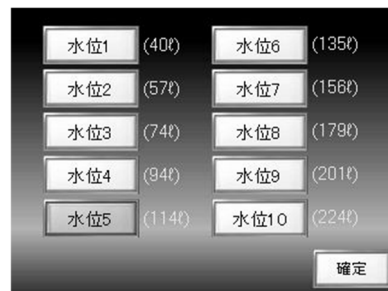 水位1 (40ℓ) 水位6 (135ℓ)
水位2 (57ℓ) 水位7 (156ℓ)
水位3 (74ℓ) 水位8 (179ℓ)
水位4 (94ℓ) 水位9 (201ℓ)
水位5 (114ℓ) 水位10 (224ℓ)
確定